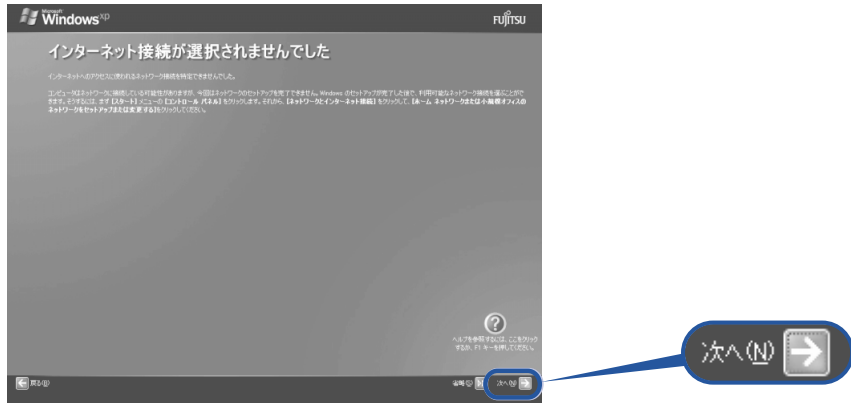 Microsoft
Windows xp
FUJITSU
インターネット接続が選択されませんでした
インターネットへのアクセスに使われるネットワーク接続を特定できませんでした。
コンピュータはネットワークに接続している可能性がありますが、今回はネットワークのセットアップを完了できません。Windows のセットアップが完了した後で、利用可能なネットワーク接続を選ぶことがで
きます。そうするには、まず [スタート] メニューの [コントロール パネル] をクリックします。それから、[ネットワークとインターネット接続] をクリックして、[ホーム ネットワークまたは小規模オフィスの
ネットワークをセットアップまたは変更する]をクリックしてください。
?
ヘルプを参照するには、ここをクリック
するか、F1 キーを押してください。
戻る(B)
省略(S)
次へ(N)
次へ(N)